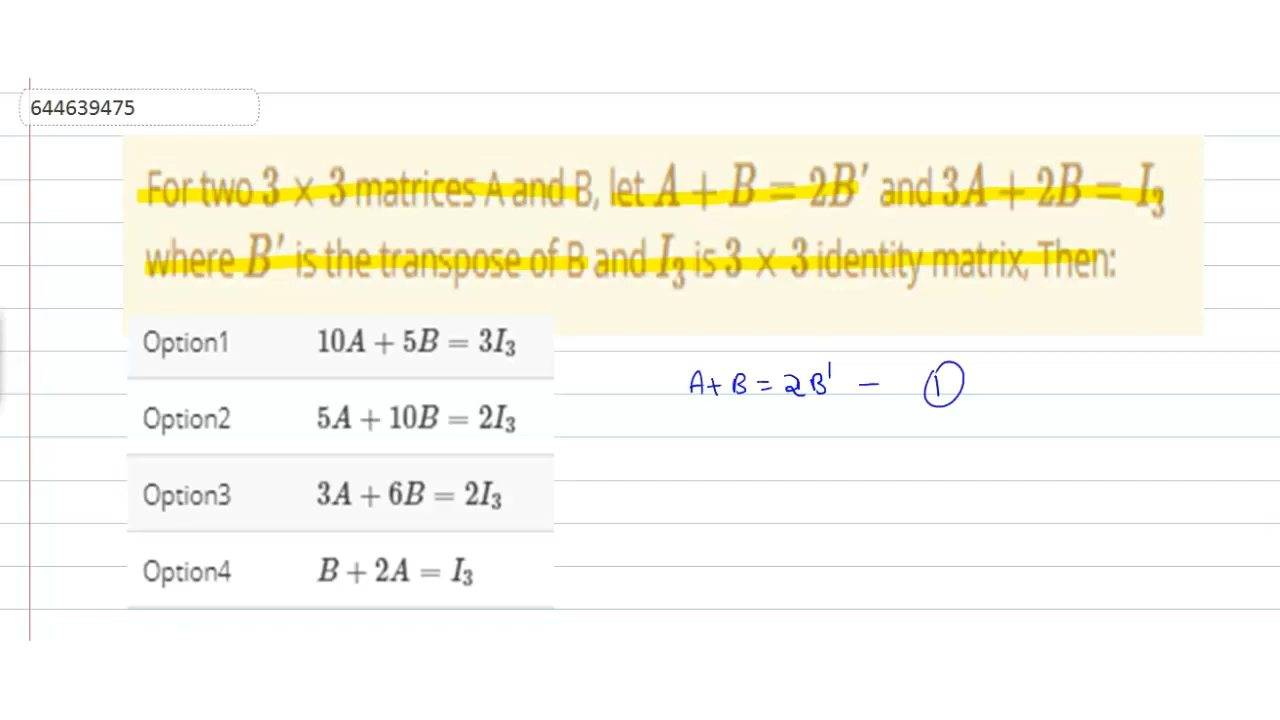 644639475
For two 3 × 3 matrices A and B, let A + B = 2B′ and 3A + 2B = I₃
where B′ is the transpose of B and I₃ is 3 × 3 identity matrix, Then:
Option1 10A + 5B = 3I₃
Option2 5A + 10B = 2I₃
Option3 3A + 6B = 2I₃
Option4 B + 2A = I₃
A+B = 2B' — ①